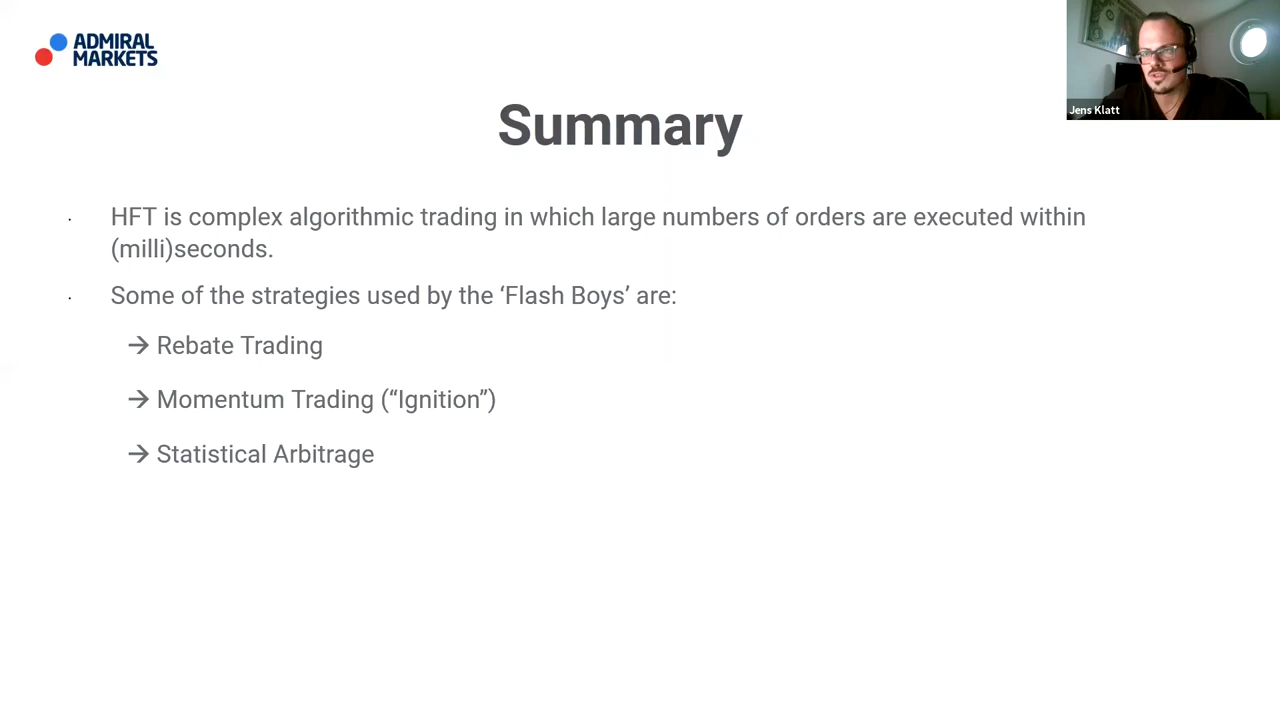 ADMIRAL
MARKETS
Jens Klatt
Summary
· HFT is complex algorithmic trading in which large numbers of orders are executed within
(milli)seconds.
· Some of the strategies used by the ‘Flash Boys’ are:
→ Rebate Trading
→ Momentum Trading (“Ignition”)
→ Statistical Arbitrage